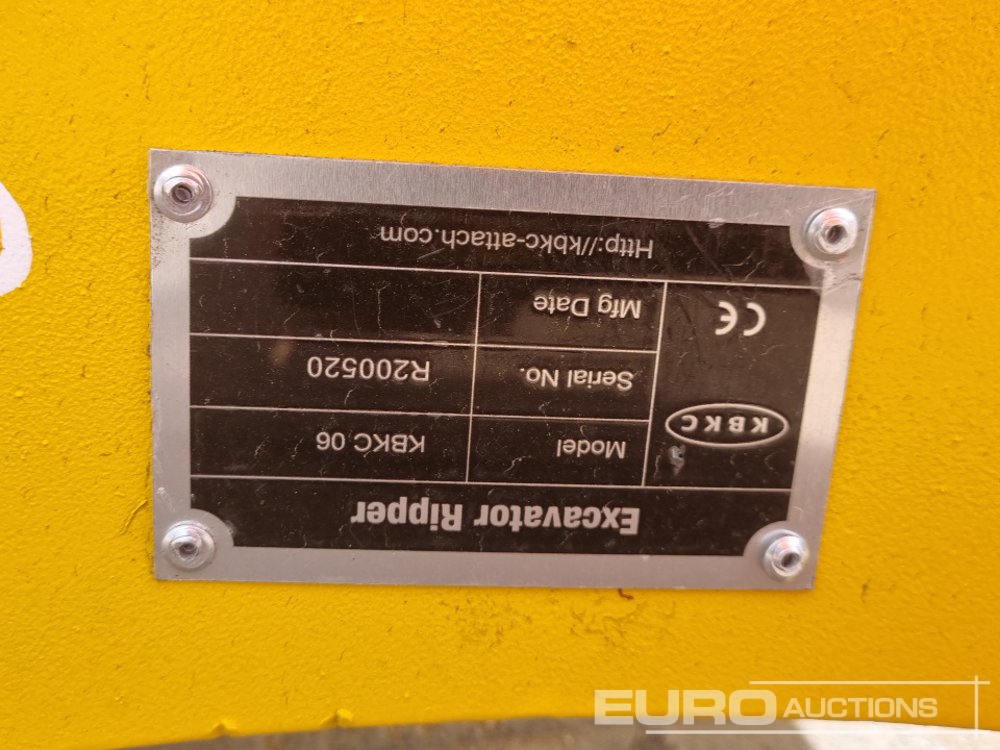 Excavator Ripper
KBKC
Model KBKC 06
Serial No. R200520
CE
Mfg Date
Http://kbkc-attach.com
EURO AUCTIONS